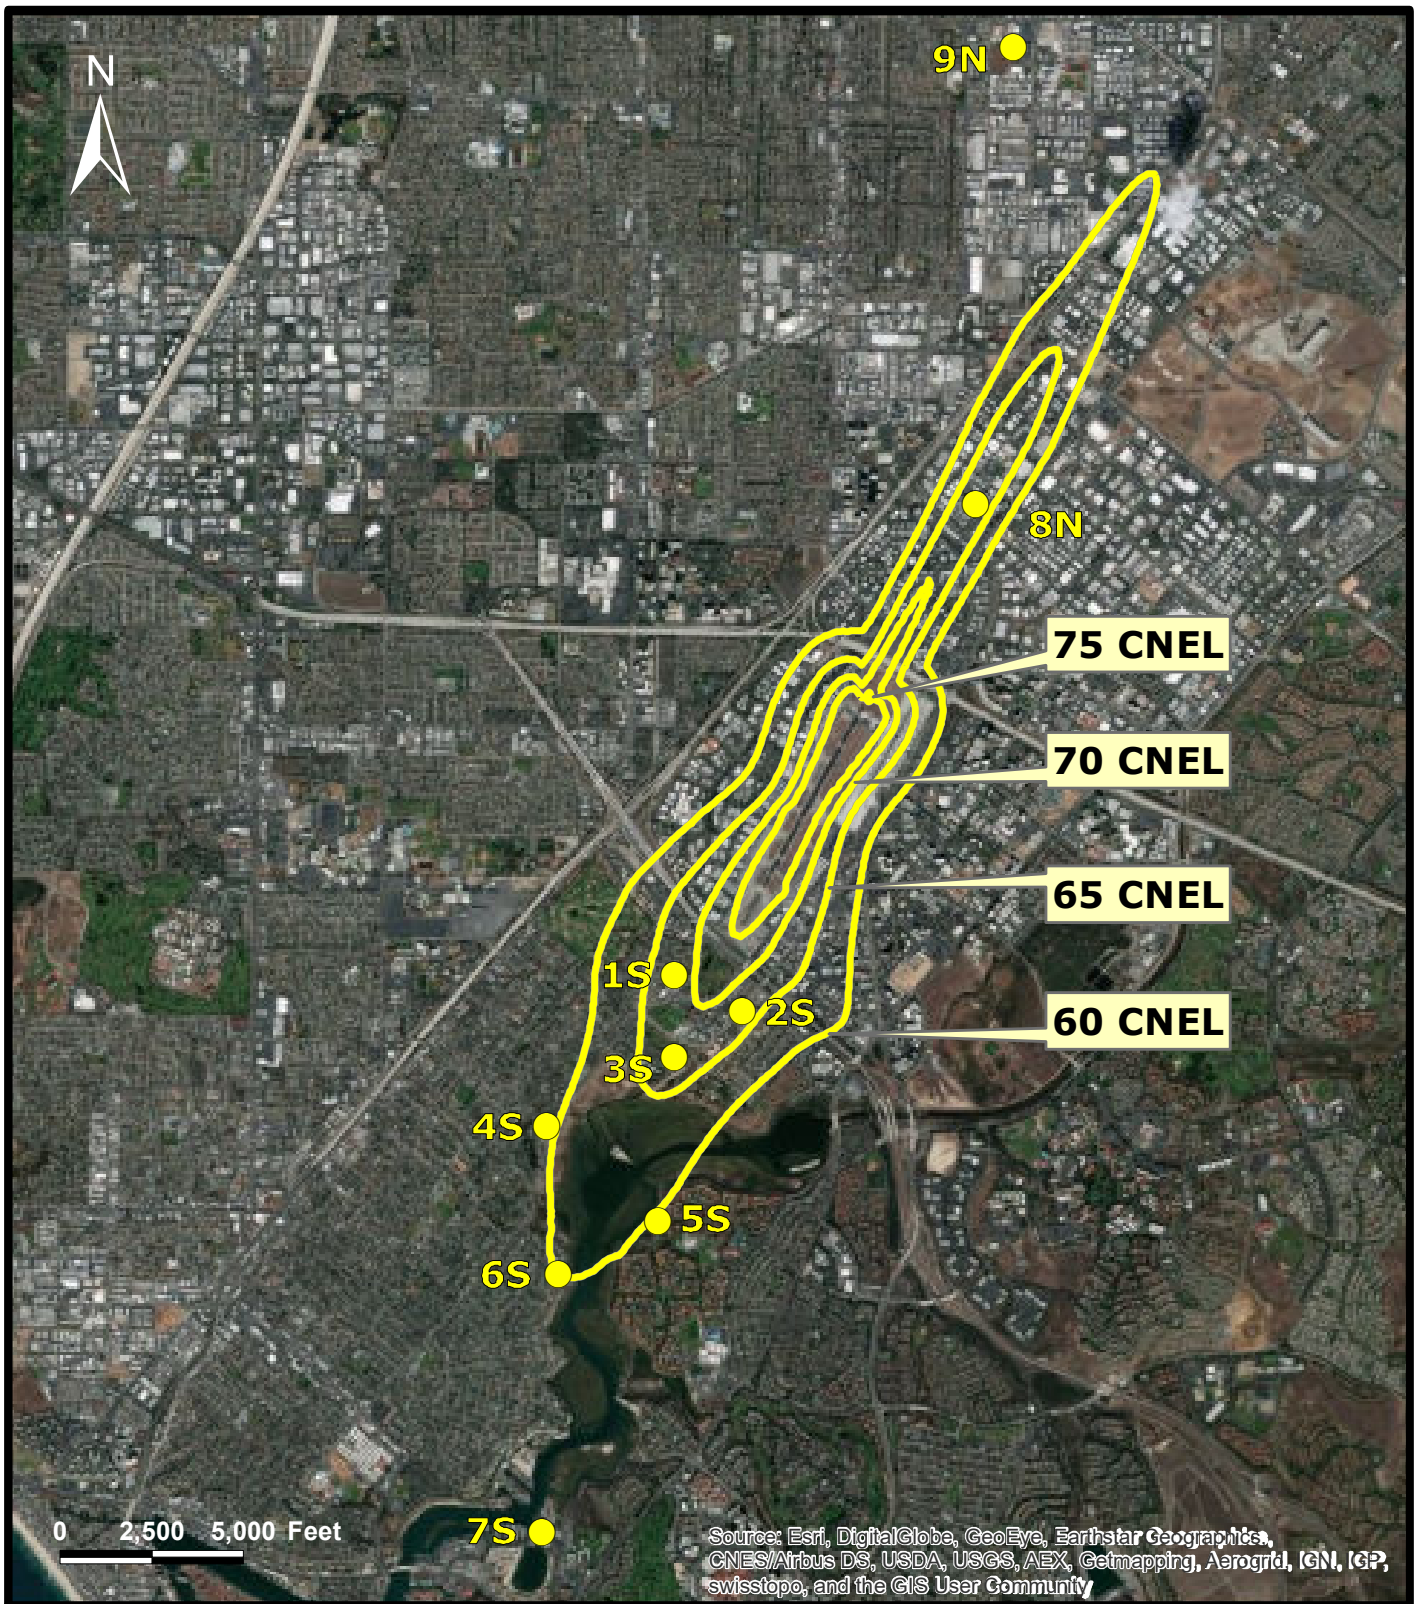 N
9N
8N
75 CNEL
70 CNEL
65 CNEL
1S
2S
60 CNEL
3S
4S
5S
6S
7S
0 2,500 5,000 Feet
Source: Esri, DigitalGlobe, GeoEye, Earthstar Geographics,
CNES/Airbus DS, USDA, USGS, AEX, Getmapping, Aerogrid, IGN, IGP,
swisstopo, and the GIS User Community